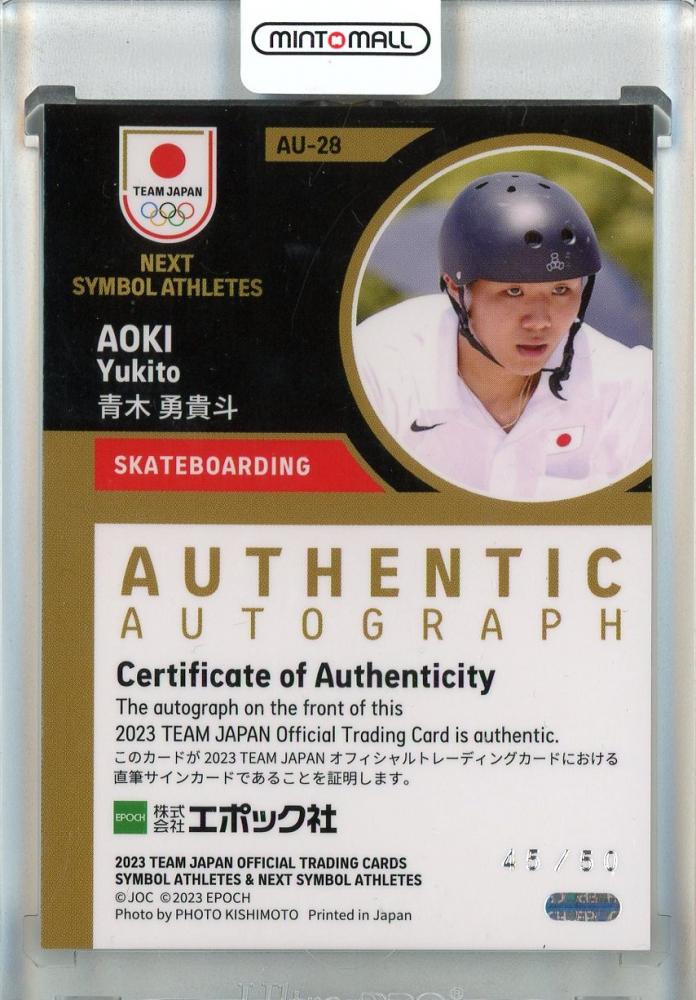 MINTMALL
AU-28
TEAM JAPAN
NEXT
SYMBOL ATHLETES
AOKI
Yukito
青木 勇貴斗
SKATEBOARDING
AUTHENTIC
AUTOGRAPH
Certificate of Authenticity
The autograph on the front of this
2023 TEAM JAPAN Official Trading Card is authentic.
このカードが 2023 TEAM JAPAN オフィシャルトレーディングカードにおける
直筆サインカードであることを証明します。
EPOCH 株式会社エポック社
45/50
2023 TEAM JAPAN OFFICIAL TRADING CARDS
SYMBOL ATHLETES & NEXT SYMBOL ATHLETES
©JOC ©2023 EPOCH
Photo by PHOTO KISHIMOTO Printed in Japan